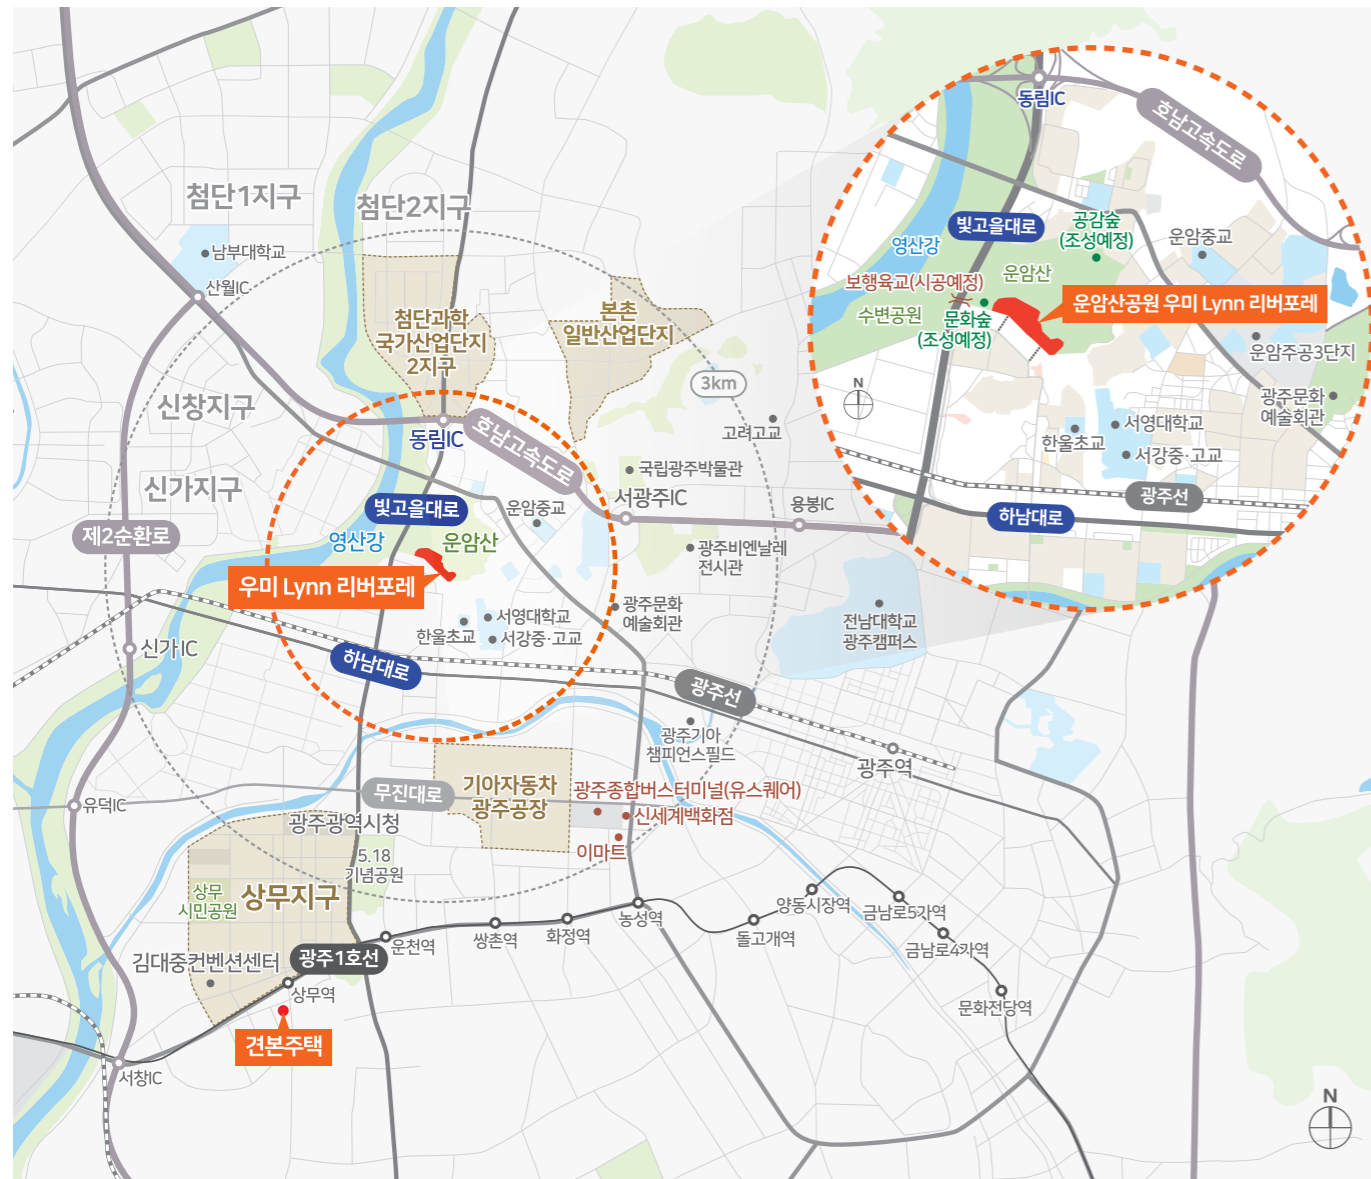 첨단1지구
첨단2지구
남부대학교
산월IC
첨단과학
국가산업단지
2지구
본촌
일반산업단지
3km
신창지구
동림IC
호남고속도로
고려고교
국립광주박물관
신가지구
서광주IC
용봉IC
빛고을대로
운암중교
제2순환로
영산강
운암산
광주비엔날레
전시관
우미 Lynn 리버포레
광주문화
예술회관
서영대학교
한울초교
서강중·고교
전남대학교
광주캠퍼스
신가IC
하남대로
광주선
광주기아
챔피언스필드
광주역
유덕IC
무진대로
기아자동차
광주공장
광주종합버스터미널(유스퀘어)
신세계백화점
이마트
광주광역시청
5.18
기념공원
상무
시민공원
상무지구
김대중컨벤션센터
광주 1호선
운천역
쌍촌역
화정역
농성역
돌고개역
양동시장역
금남로5가역
금남로4가역
문화전당역
상무역
견본주택
서창IC
N
동림IC
호남고속도로
빛고을대로
공감숲
(조성예정)
운암중교
영산강
보행육교(시공예정)
운암산
운암산공원 우미 Lynn 리버포레
수변공원
문화숲
(조성예정)
운암주공3단지
N
광주문화
예술회관
서영대학교
한울초교
서강중·고교
광주선
하남대로